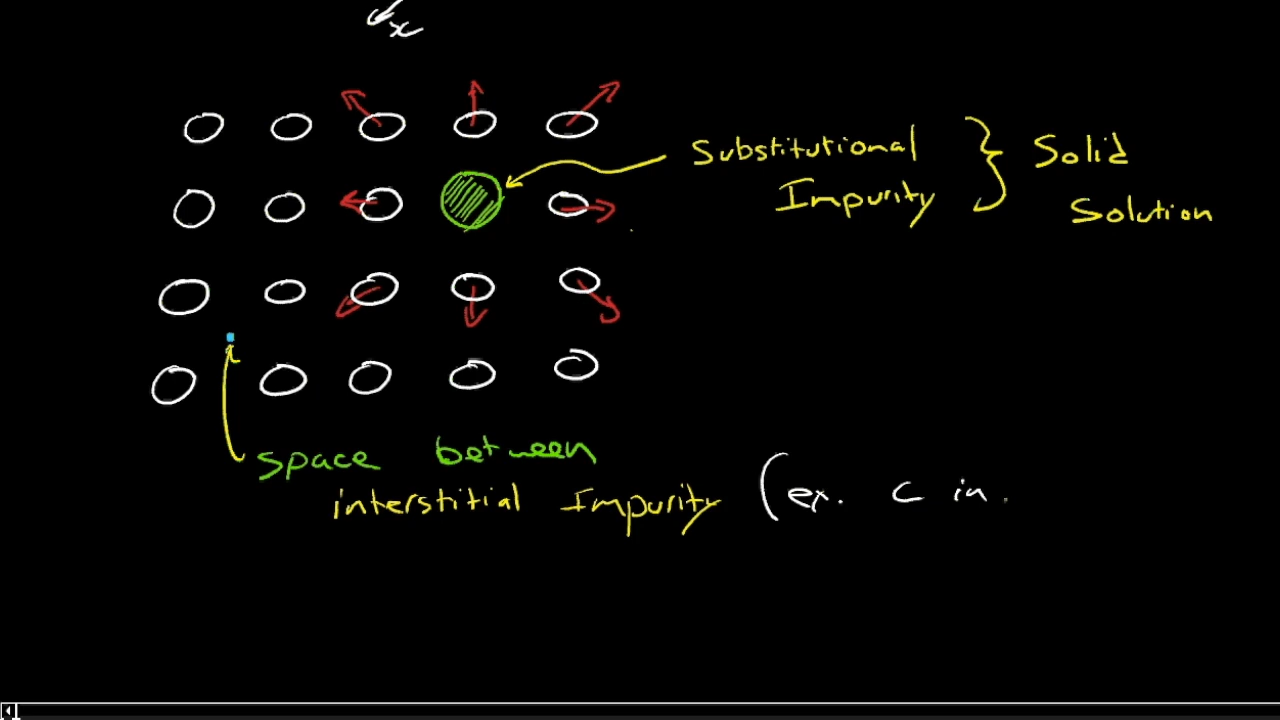 x
Substitutional } Solid
Impurity Solution
space between
interstitial Impurity (ex. C in